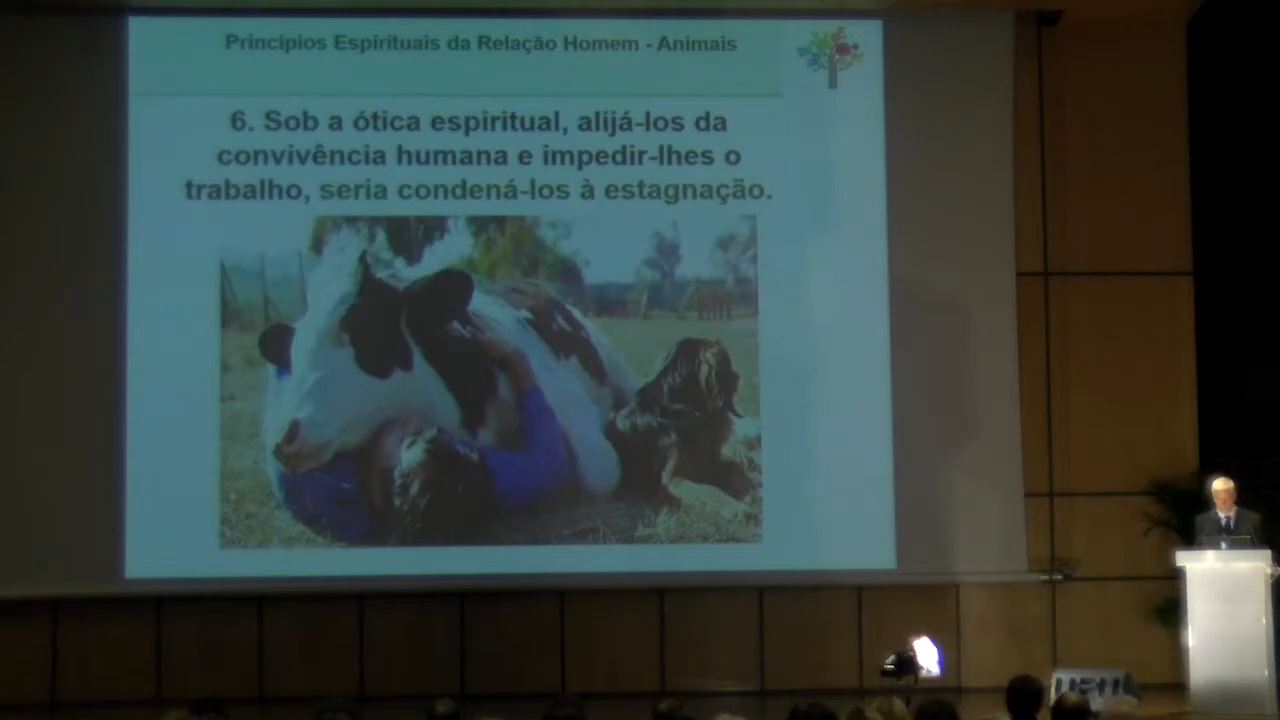 Princípios Espirituais da Relação Homem - Animais
6. Sob a ótica espiritual, alijá-los da
convivência humana e impedir-lhes o
trabalho, seria condená-los à estagnação.